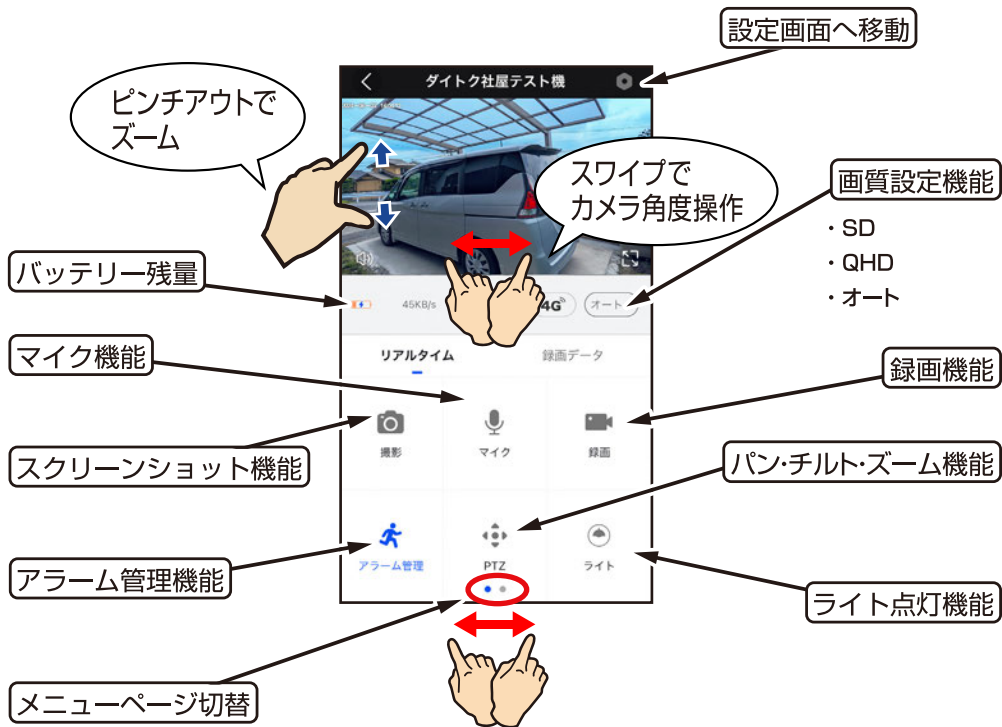 設定画面へ移動
ダイトク社屋テスト機
ピンチアウトで
ズーム
スワイプで
カメラ角度操作
画質設定機能
・SD
・QHD
・オート
バッテリー残量
45KB/s
4G
オート
マイク機能
リアルタイム
録画データ
録画機能
撮影
マイク
録画
スクリーンショット機能
パン・チルト・ズーム機能
アラーム管理機能
アラーム管理
PTZ
ライト
ライト点灯機能
メニューページ切替